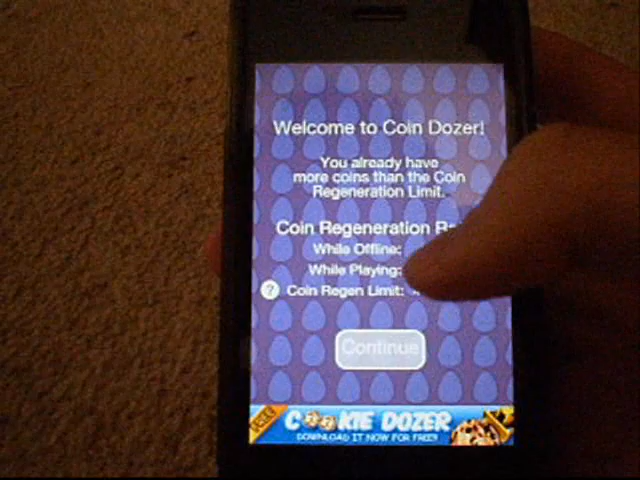 Welcome to Coin Dozer!
You already have
more coins than the Coin
Regeneration Limit.
Coin Regeneration
While Offline:
While Playing:
? Coin Regen Limit:
Continue
FREE
COOKIE DOZER
DOWNLOAD IT NOW FOR FREE!